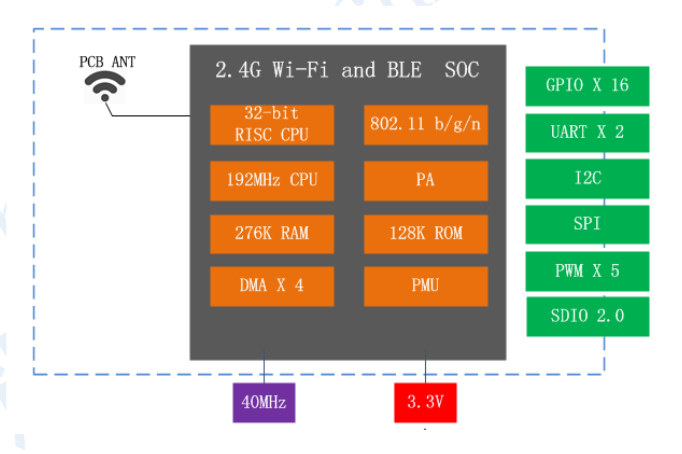 PCB ANT
2.4G Wi-Fi and BLE SOC
32-bit
RISC CPU
802.11 b/g/n
192MHz CPU
PA
276K RAM
128K ROM
DMA X 4
PMU
GPIO X 16
UART X 2
I2C
SPI
PWM X 5
SDIO 2.0
40MHz
3.3V